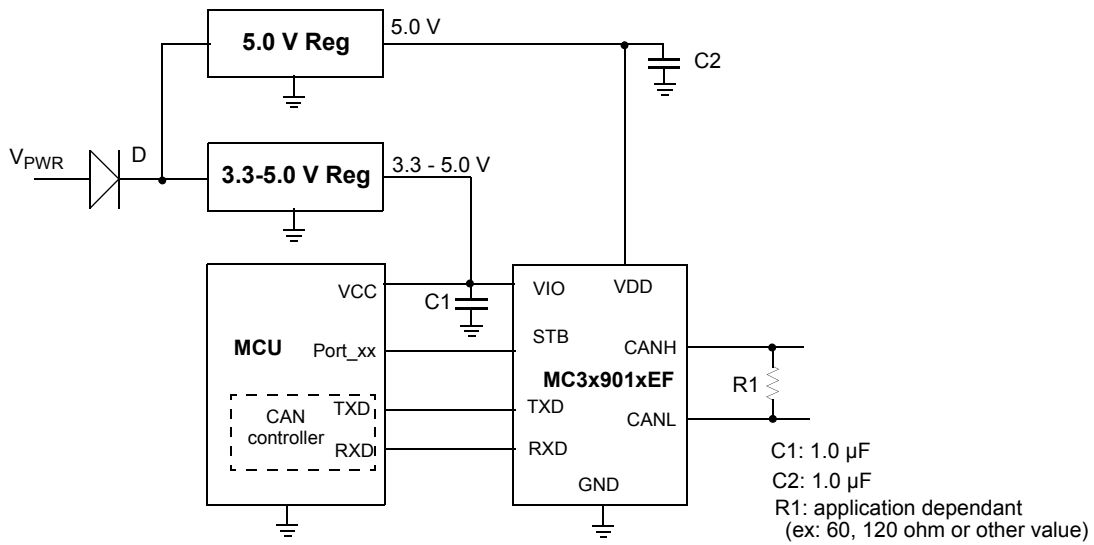 5.0 V Reg
5.0 V
C2
V_PWR
D
3.3-5.0 V Reg
3.3 - 5.0 V
VCC
C1
VIO
VDD
MCU
Port_xx
STB
CANH
MC3x901xEF
R1
CAN
controller
TXD
TXD
CANL
RXD
RXD
GND
C1: 1.0 µF
C2: 1.0 µF
R1: application dependant
(ex: 60, 120 ohm or other value)